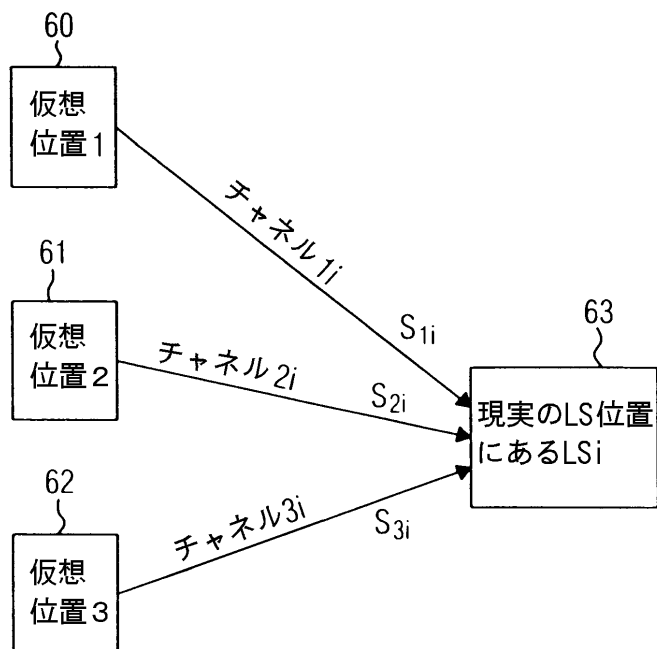 60
仮想
位置1
チャネル1i
S1i
61
仮想
位置2
チャネル2i
S2i
63
現実のLS位置
にあるLSi
62
仮想
位置3
チャネル3i
S3i